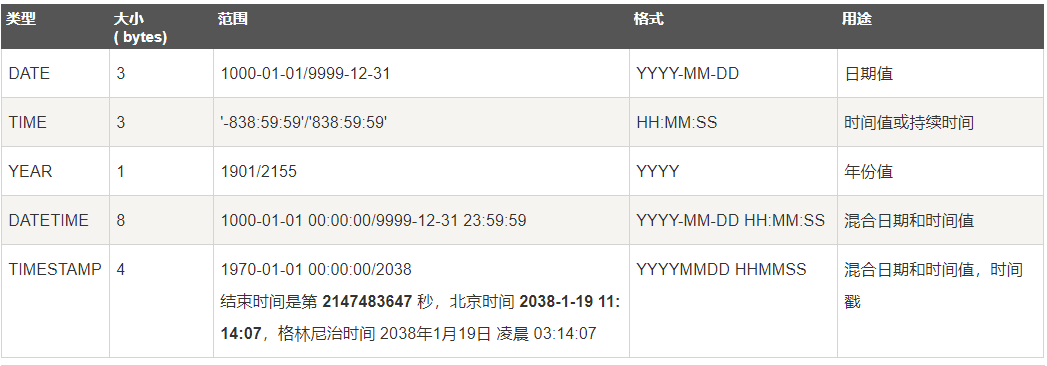 类型 大小 范围 格式 用途
( bytes)
DATE 3 1000-01-01/9999-12-31 YYYY-MM-DD 日期值
TIME 3 '-838:59:59'/'838:59:59' HH:MM:SS 时间值或持续时间
YEAR 1 1901/2155 YYYY 年份值
DATETIME 8 1000-01-01 00:00:00/9999-12-31 23:59:59 YYYY-MM-DD HH:MM:SS 混合日期和时间值
TIMESTAMP 4 1970-01-01 00:00:00/2038 YYYYMMDD HHMMSS 混合日期和时间值，时间
结束时间是第 2147483647 秒，北京时间 2038-1-19 11: 戳
14:07，格林尼治时间 2038年1月19日 凌晨 03:14:07